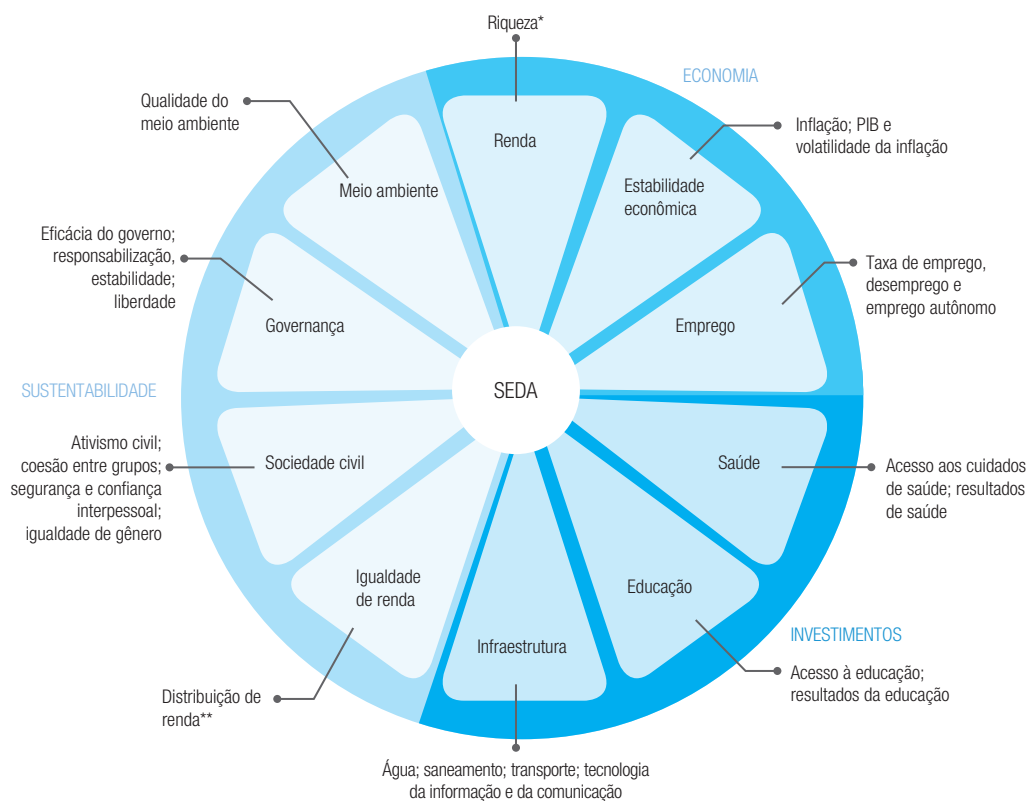 Riqueza*
ECONOMIA
Qualidade do
meio ambiente
Inflação; PIB e
volatilidade da inflação
Renda
Meio ambiente
Estabilidade
econômica
Eficácia do governo;
responsabilização,
estabilidade;
liberdade
Taxa de emprego,
desemprego e
emprego autônomo
Governança
Emprego
SUSTENTABILIDADE
SEDA
Ativismo civil;
coesão entre grupos;
segurança e confiança
interpessoal;
igualdade de gênero
Sociedade civil
Saúde
Acesso aos cuidados
de saúde; resultados
de saúde
Igualdade
de renda
Educação
Infraestrutura
INVESTIMENTOS
Acesso à educação;
resultados da educação
Distribuição de
renda**
Água; saneamento; transporte; tecnologia
da informação e da comunicação